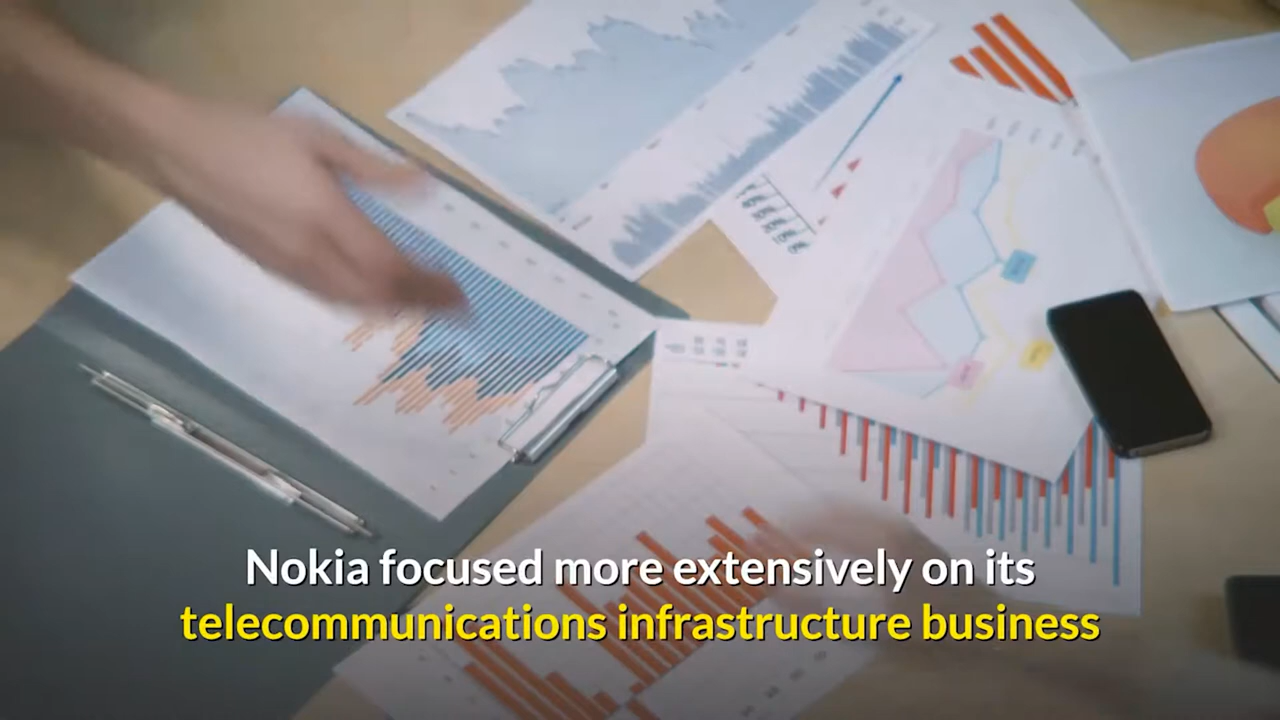 Nokia focused more extensively on its
telecommunications infrastructure business